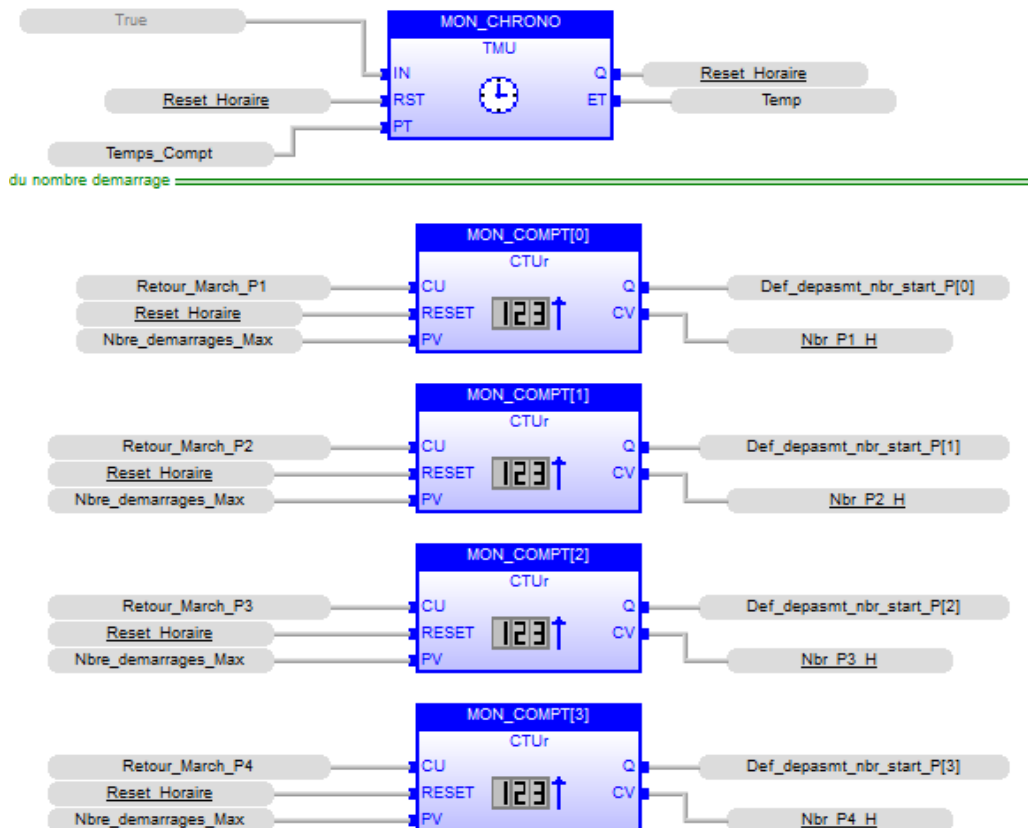 True
MON_CHRONO
TMU
IN
Q
Reset_Horaire
Reset_Horaire
RST
ET
Temp
PT
Temps_Compt
du nombre demarrage
MON_COMPT[0]
CTUr
Retour_March_P1
CU
Q
Def_depasmt_nbr_start_P[0]
Reset_Horaire
RESET
123
CV
Nbre_demarrages_Max
PV
Nbr_P1_H
MON_COMPT[1]
CTUr
Retour_March_P2
CU
Q
Def_depasmt_nbr_start_P[1]
Reset_Horaire
RESET
123
CV
Nbre_demarrages_Max
PV
Nbr_P2_H
MON_COMPT[2]
CTUr
Retour_March_P3
CU
Q
Def_depasmt_nbr_start_P[2]
Reset_Horaire
RESET
123
CV
Nbre_demarrages_Max
PV
Nbr_P3_H
MON_COMPT[3]
CTUr
Retour_March_P4
CU
Q
Def_depasmt_nbr_start_P[3]
Reset_Horaire
RESET
123
CV
Nbre_demarrages_Max
PV
Nbr_P4_H